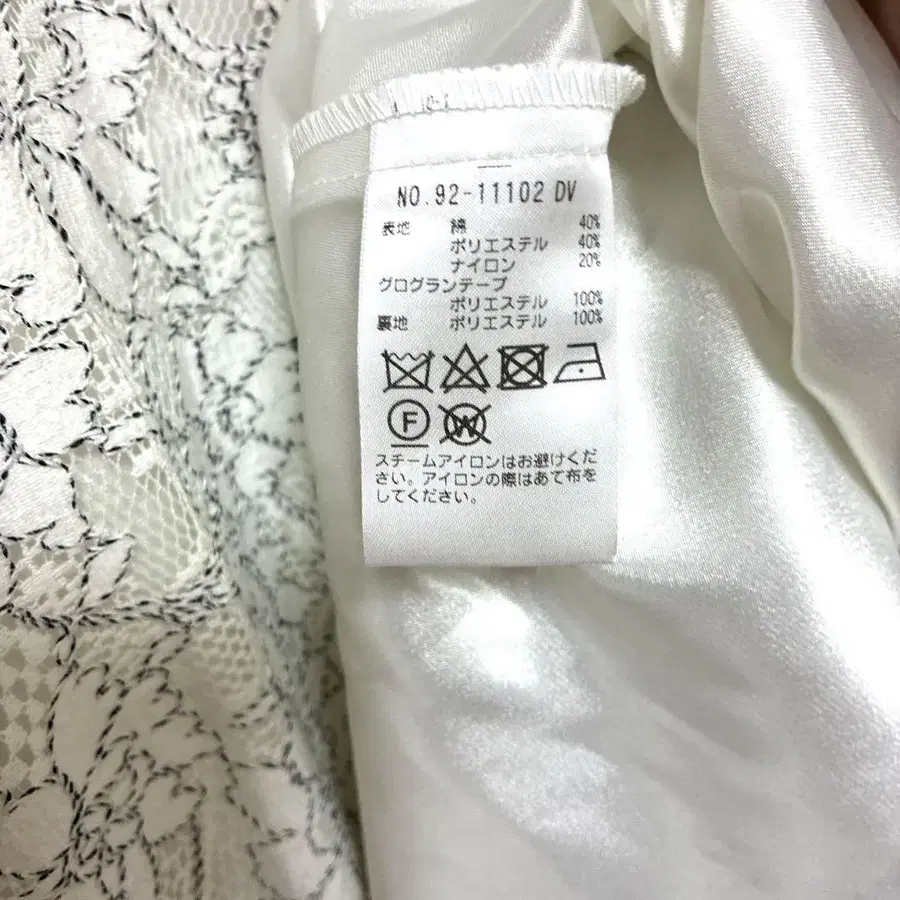 NO.92-11102 DV
表地 綿 40%
ポリエステル 40%
ナイロン 20%
グログランテープ
ポリエステル 100%
裏地 ポリエステル 100%
F W
スチームアイロンはお避けくだ
さい。アイロンの際はあて布を
してください。